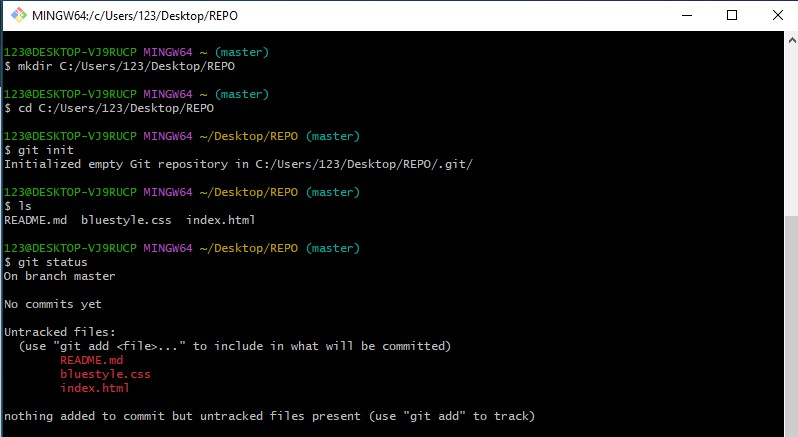 MINGW64:/c/Users/123/Desktop/REPO
123@DESKTOP-VJ9RUCP MINGW64 ~ (master)
$ mkdir C:/Users/123/Desktop/REPO
123@DESKTOP-VJ9RUCP MINGW64 ~ (master)
$ cd C:/Users/123/Desktop/REPO
123@DESKTOP-VJ9RUCP MINGW64 ~/Desktop/REPO (master)
$ git init
Initialized empty Git repository in C:/Users/123/Desktop/REPO/.git/
123@DESKTOP-VJ9RUCP MINGW64 ~/Desktop/REPO (master)
$ ls
README.md  bluestyle.css  index.html
123@DESKTOP-VJ9RUCP MINGW64 ~/Desktop/REPO (master)
$ git status
On branch master
No commits yet
Untracked files:
  (use "git add <file>..." to include in what will be committed)
        README.md
        bluestyle.css
        index.html
nothing added to commit but untracked files present (use "git add" to track)